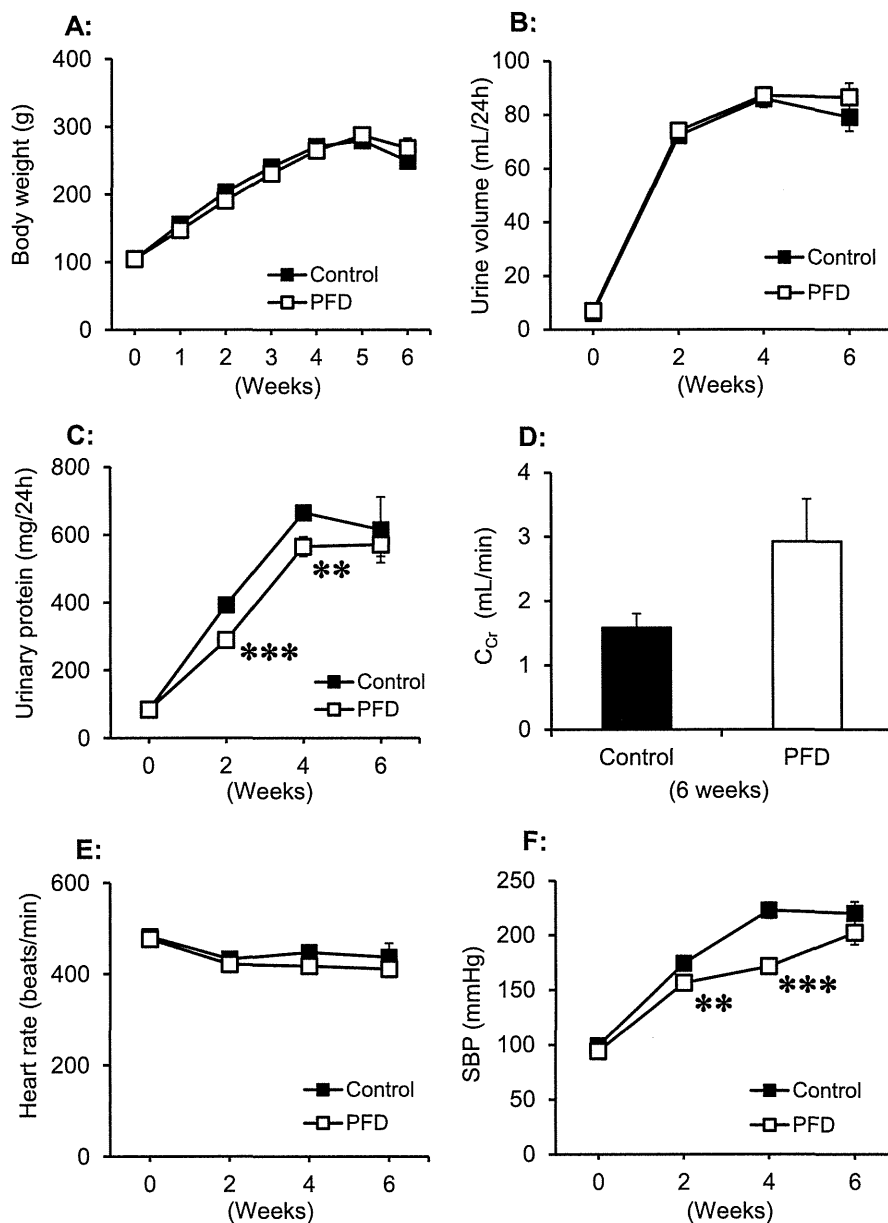 A:
Body weight (g)
400
300
200
100
0
0 1 2 3 4 5 6
(Weeks)
Control
PFD
B:
Urine volume (mL/24h)
100
80
60
40
20
0
0 2 4 6
(Weeks)
Control
PFD
C:
Urinary protein (mg/24h)
800
600
400
200
0
***
**
0 2 4 6
(Weeks)
Control
PFD
D:
CCr (mL/min)
4
3
2
1
0
Control PFD
(6 weeks)
E:
Heart rate (beats/min)
600
400
200
0
0 2 4 6
(Weeks)
Control
PFD
F:
SBP (mmHg)
250
200
150
100
50
0
**
***
0 2 4 6
(Weeks)
Control
PFD